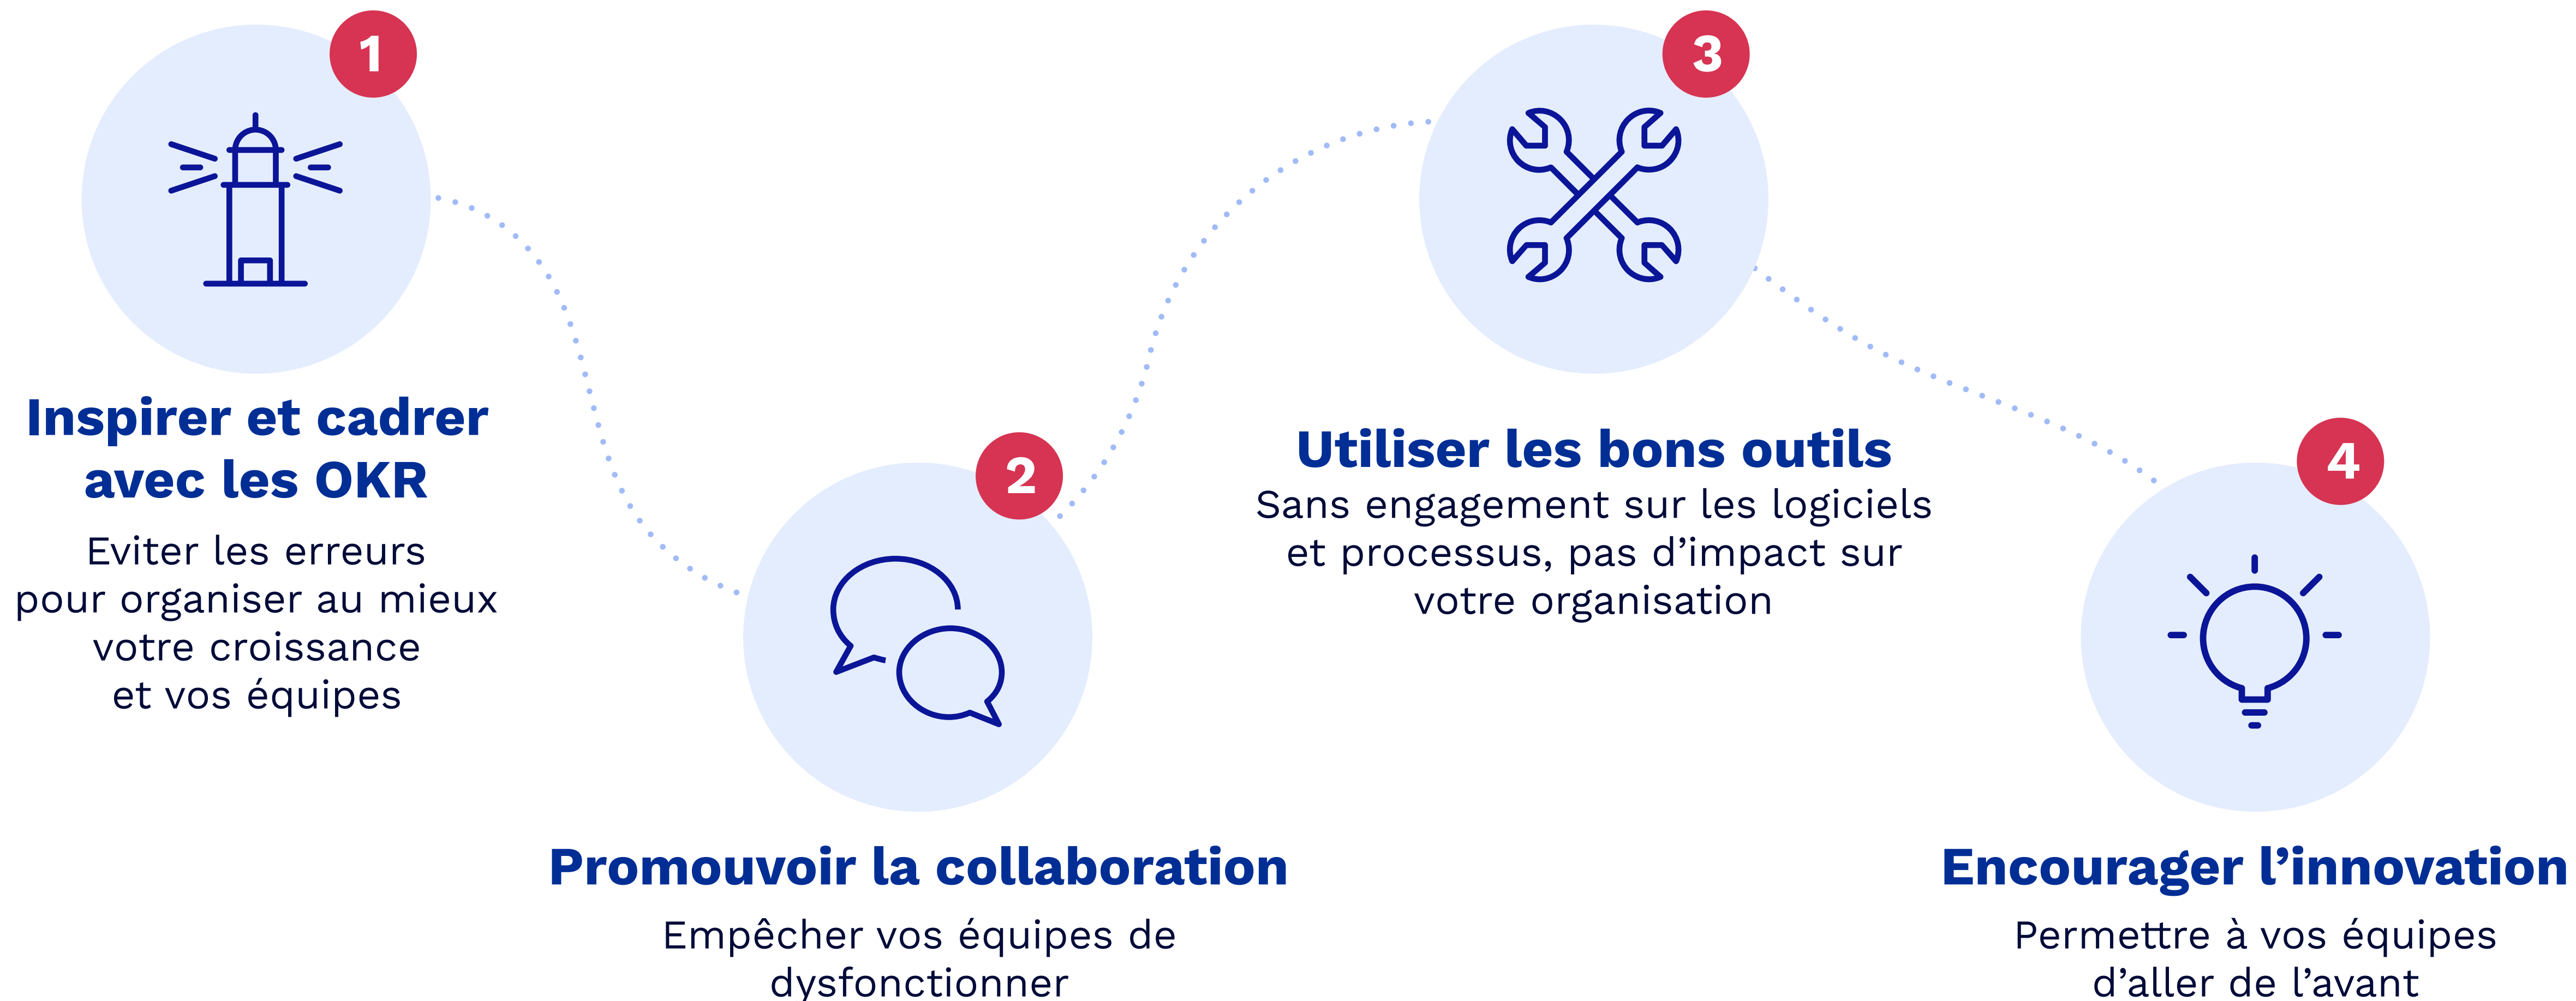 1
Inspirer et cadrer
avec les OKR
Eviter les erreurs
pour organiser au mieux
votre croissance
et vos équipes
2
Promouvoir la collaboration
Empêcher vos équipes de
dysfonctionner
3
Utiliser les bons outils
Sans engagement sur les logiciels
et processus, pas d’impact sur
votre organisation
4
Encourager l’innovation
Permettre à vos équipes
d’aller de l’avant